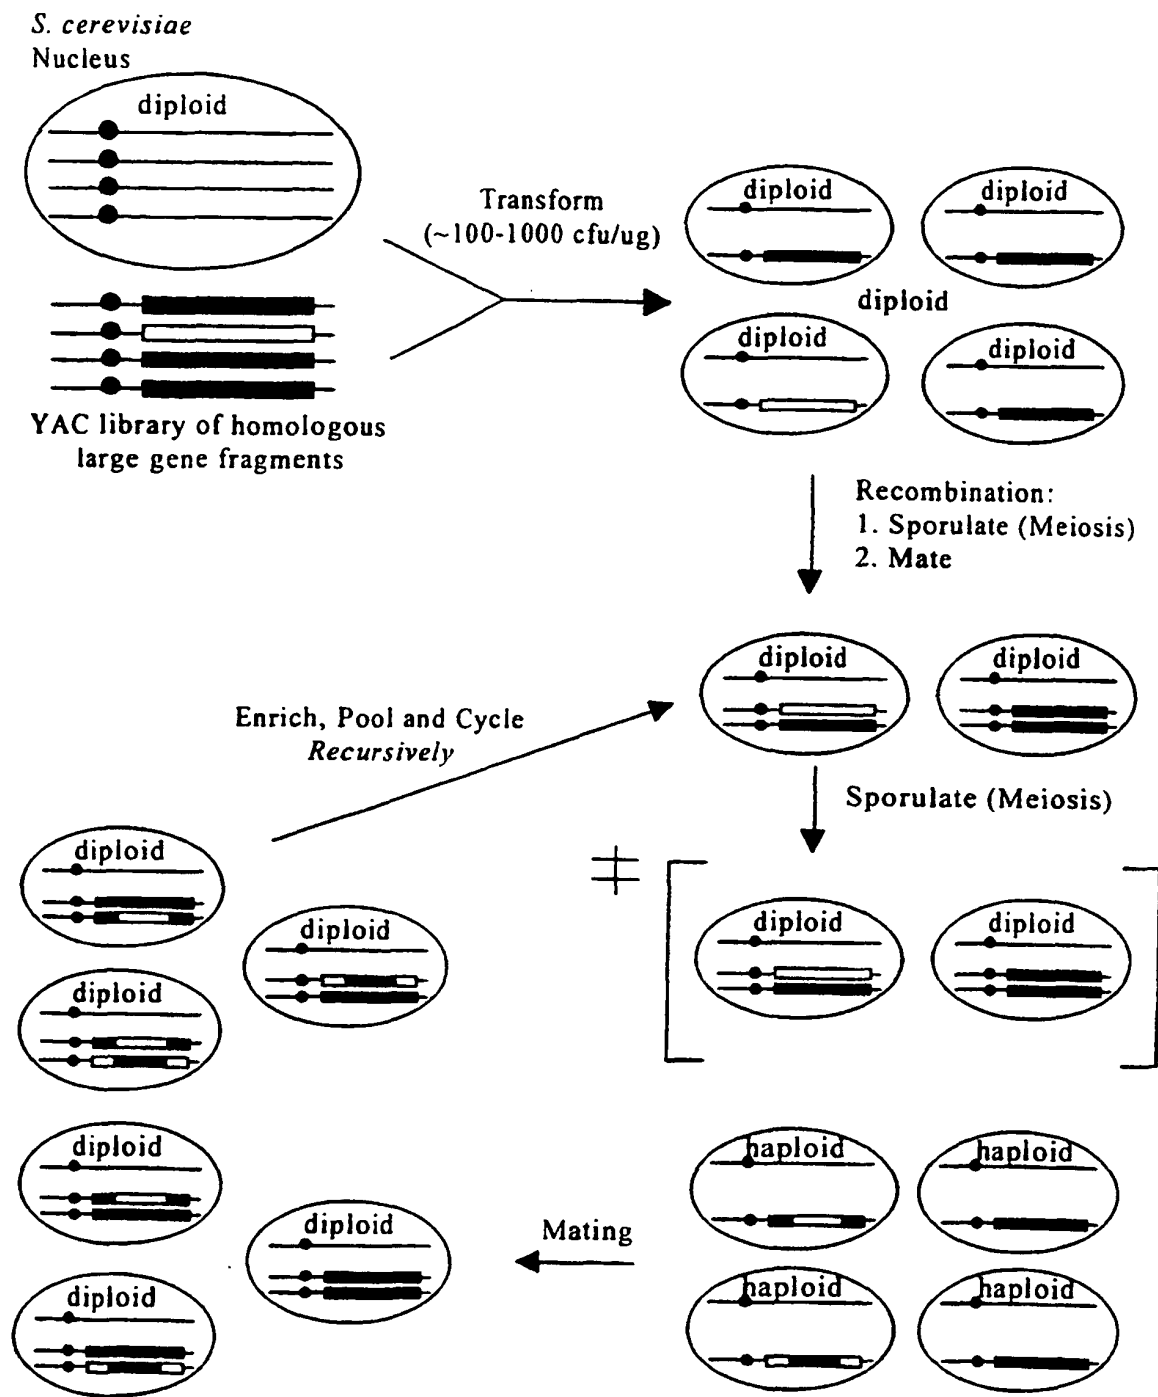 S. cerevisiae
Nucleus
diploid
Transform
(~100-1000 cfu/ug)
diploid
diploid
diploid
diploid
diploid
YAC library of homologous
large gene fragments
Recombination:
1. Sporulate (Meiosis)
2. Mate
diploid
diploid
Enrich, Pool and Cycle
Recursively
Sporulate (Meiosis)
diploid
diploid
diploid
diploid
diploid
diploid
diploid
diploid
Mating
haploid
haploid
haploid
haploid
diploid